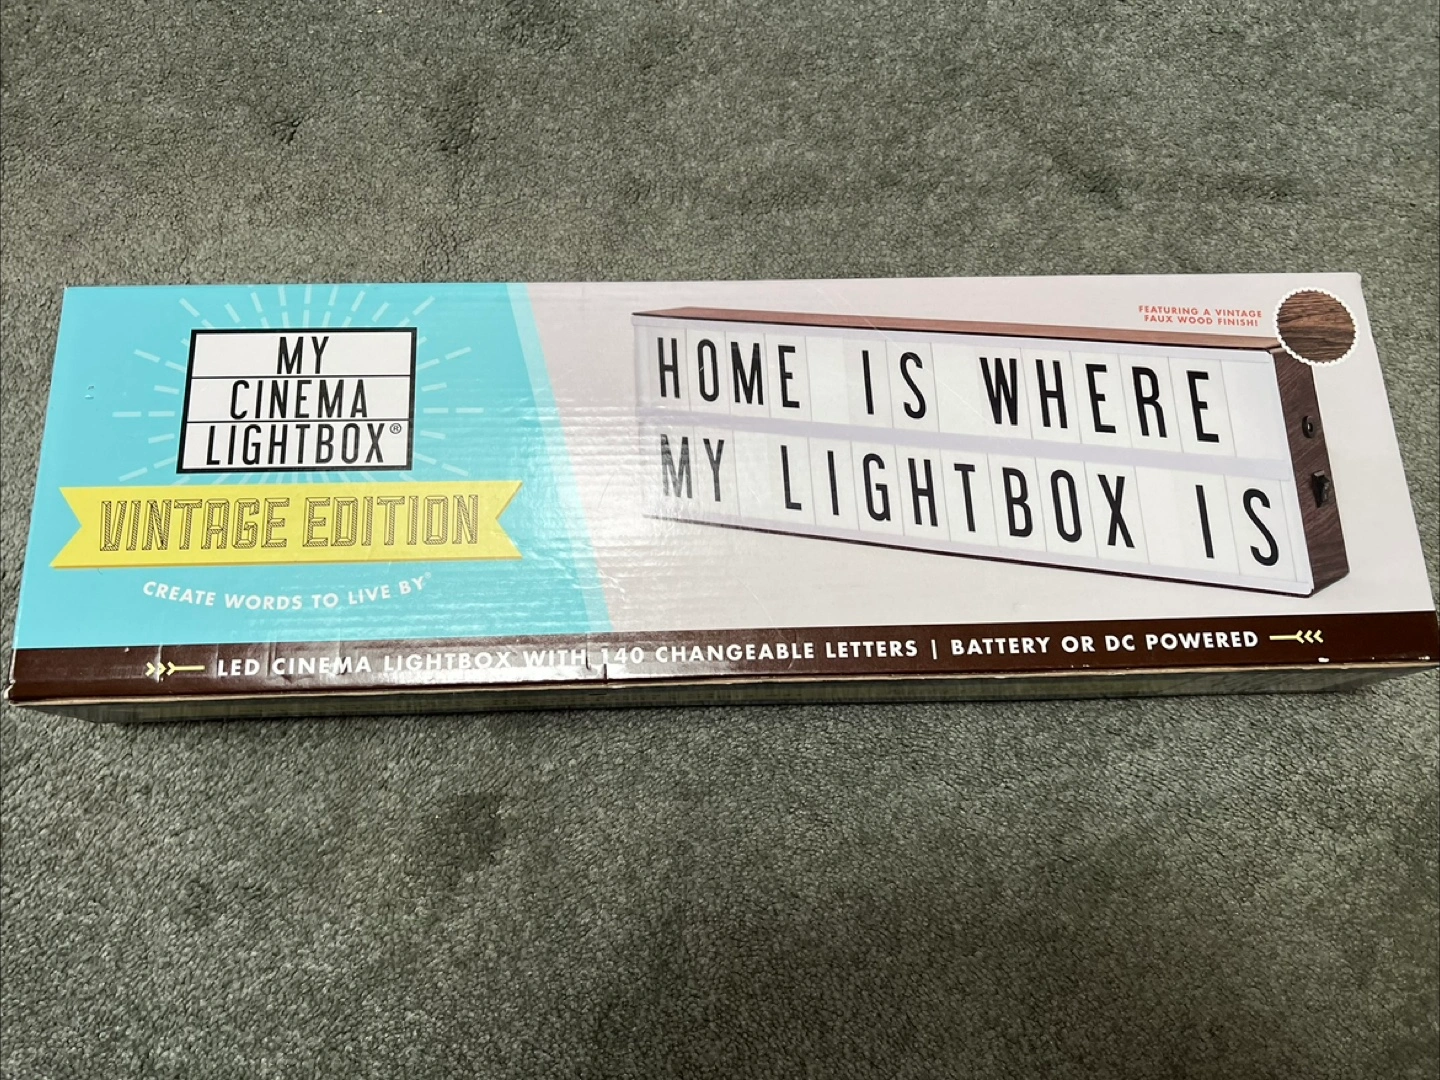 MY
CINEMA
LIGHTBOX®
VINTAGE EDITION
CREATE WORDS TO LIVE BY®
FEATURING A VINTAGE
FAUX WOOD FINISH!
HOME IS WHERE
MY LIGHTBOX IS
LED CINEMA LIGHTBOX WITH 140 CHANGEABLE LETTERS | BATTERY OR DC POWERED